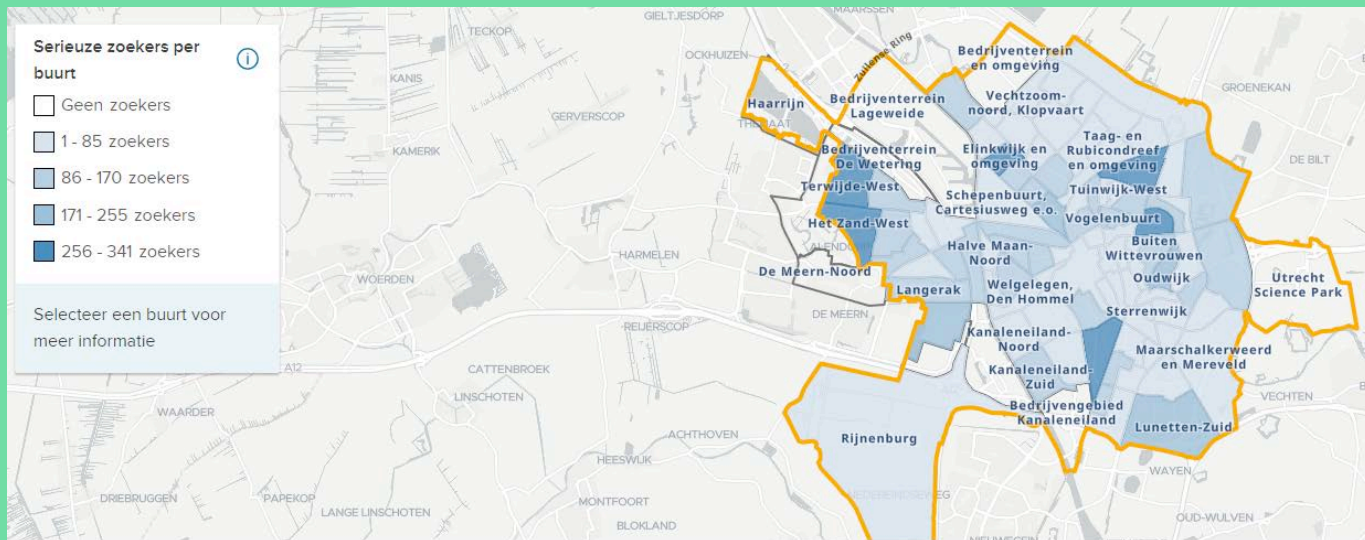 Serieuze zoekers per
buurt
Geen zoekers
1 - 85 zoekers
86 - 170 zoekers
171 - 255 zoekers
256 - 341 zoekers
Selecteer een buurt voor
meer informatie
GIELTJESDORP
MAARSSEN
TECKOP
OCKHUIZEN
Zuilense Ring
Bedrijventerrein
en omgeving
KANIS
GROENEKAN
Haarrijn
Bedrijventerrein
Lageweide
Vechtzoom-
noord, Klopvaart
GERVERSCOP
KAMERIK
Bedrijventerrein
De Wetering
Elinkwijk en
omgeving
Taag- en
Rubicondreef
en omgeving
DE BILT
Terwijde-West
Schepenbuurt,
Cartesiusweg e.o.
Tuinwijk-West
Het Zand-West
Vogelenbuurt
HARMELEN
Halve Maan-
Noord
Buiten
Wittevrouwen
De Meern-Noord
WOERDEN
Langerak
Welgelegen,
Den Hommel
Oudwijk
Utrecht
Science Park
DE MEERN
Sterrenwijk
REIJERSCOP
Kanaleneiland-
Noord
Maarschalkerweerd
en Mereveld
A12
CATTENBROEK
Kanaleneiland-
Zuid
LINSCHOTEN
VECHTEN
WAARDER
Bedrijvengebied
Kanaleneiland
Lunetten-Zuid
ACHTHOVEN
Rijnenburg
HEESWIJK
WAYEN
DRIEBRUGGEN
PAPEKOP
MONTFOORT
LANGE LINSCHOTEN
BLOKLAND
OUD-WULVEN